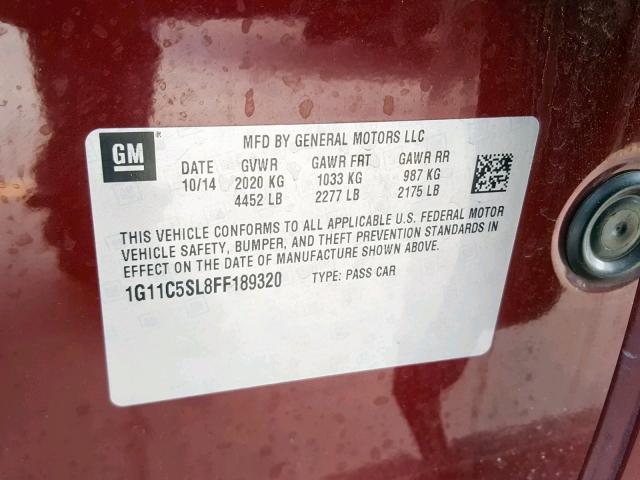 GM
MFD BY GENERAL MOTORS LLC
DATE GVWR GAWR FRT GAWR RR
10/14 2020 KG 1033 KG 987 KG
4452 LB 2277 LB 2175 LB
THIS VEHICLE CONFORMS TO ALL APPLICABLE U.S. FEDERAL MOTOR
VEHICLE SAFETY, BUMPER, AND THEFT PREVENTION STANDARDS IN
EFFECT ON THE DATE OF MANUFACTURE SHOWN ABOVE.
1G11C5SL8FF189320 TYPE: PASS CAR